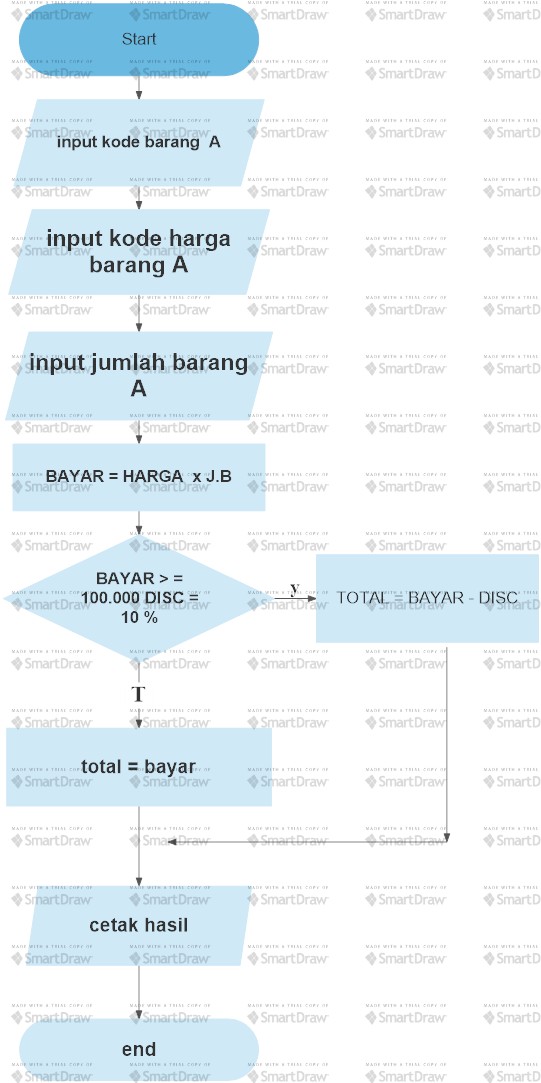 Start
input kode barang A
input kode harga
barang A
input jumlah barang
A
BAYAR = HARGA x J.B
BAYAR > =
100.000 DISC =
10 %
y
TOTAL = BAYAR - DISC
T
total = bayar
cetak hasil
end
MADE WITH A TRIAL COPY OF
SmartDraw